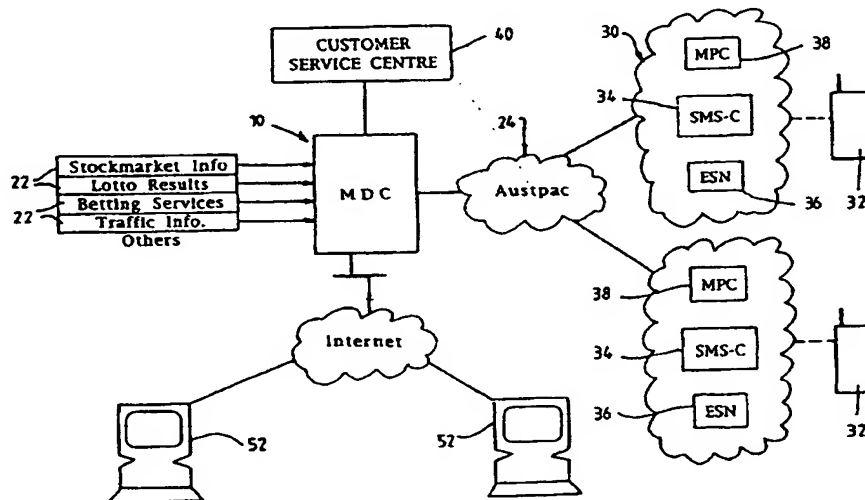 CUSTOMER
SERVICE CENTRE
40
30
MPC
38
34
SMS-C
10
24
22
Stockmarket Info
Lotto Results
22
Betting Services
Traffic Info.
Others
MDC
Austpac
ESN
36
32
38
MPC
34
SMS-C
36
ESN
32
Internet
52
52